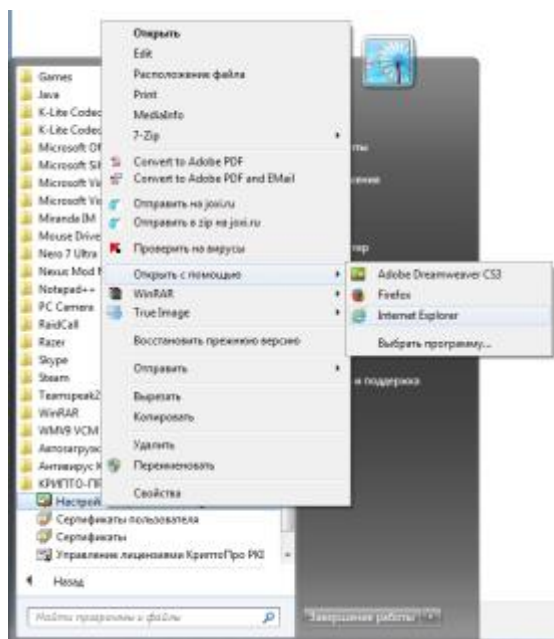 Открыть
Edit
Расположение файла
Print
MediaInfo
7-Zip
Convert to Adobe PDF
Convert to Adobe PDF and EMail
Отправить на joxi.ru
Отправить в zip на joxi.ru
Проверить на вирусы
Открыть с помощью
WinRAR
True Image
Восстановить прежнюю версию
Отправить
Вырезать
Копировать
Удалить
Переименовать
Свойства
Adobe Dreamweaver CS3
Firefox
Internet Explorer
Выбрать программу...
Games
Java
K-Lite Codec
K-Lite Codec
Microsoft Of
Microsoft Sil
Microsoft Vi
Microsoft Vi
Miranda IM
Mouse Drive
Nero 7 Ultra
Nexus Mod
Notepad++
PC Camera
RaidCall
Razer
Skype
Steam
Teamspeak2
WinRAR
WMV9 VCM
Автозагрузк
Антивирус К
КРИПТО-ПР
Настрой
Сертификаты пользователя
Сертификаты
Управление лицензиями КриптоПро PKI
Назад
Найти программы и файлы
и поддержка
Завершение работы